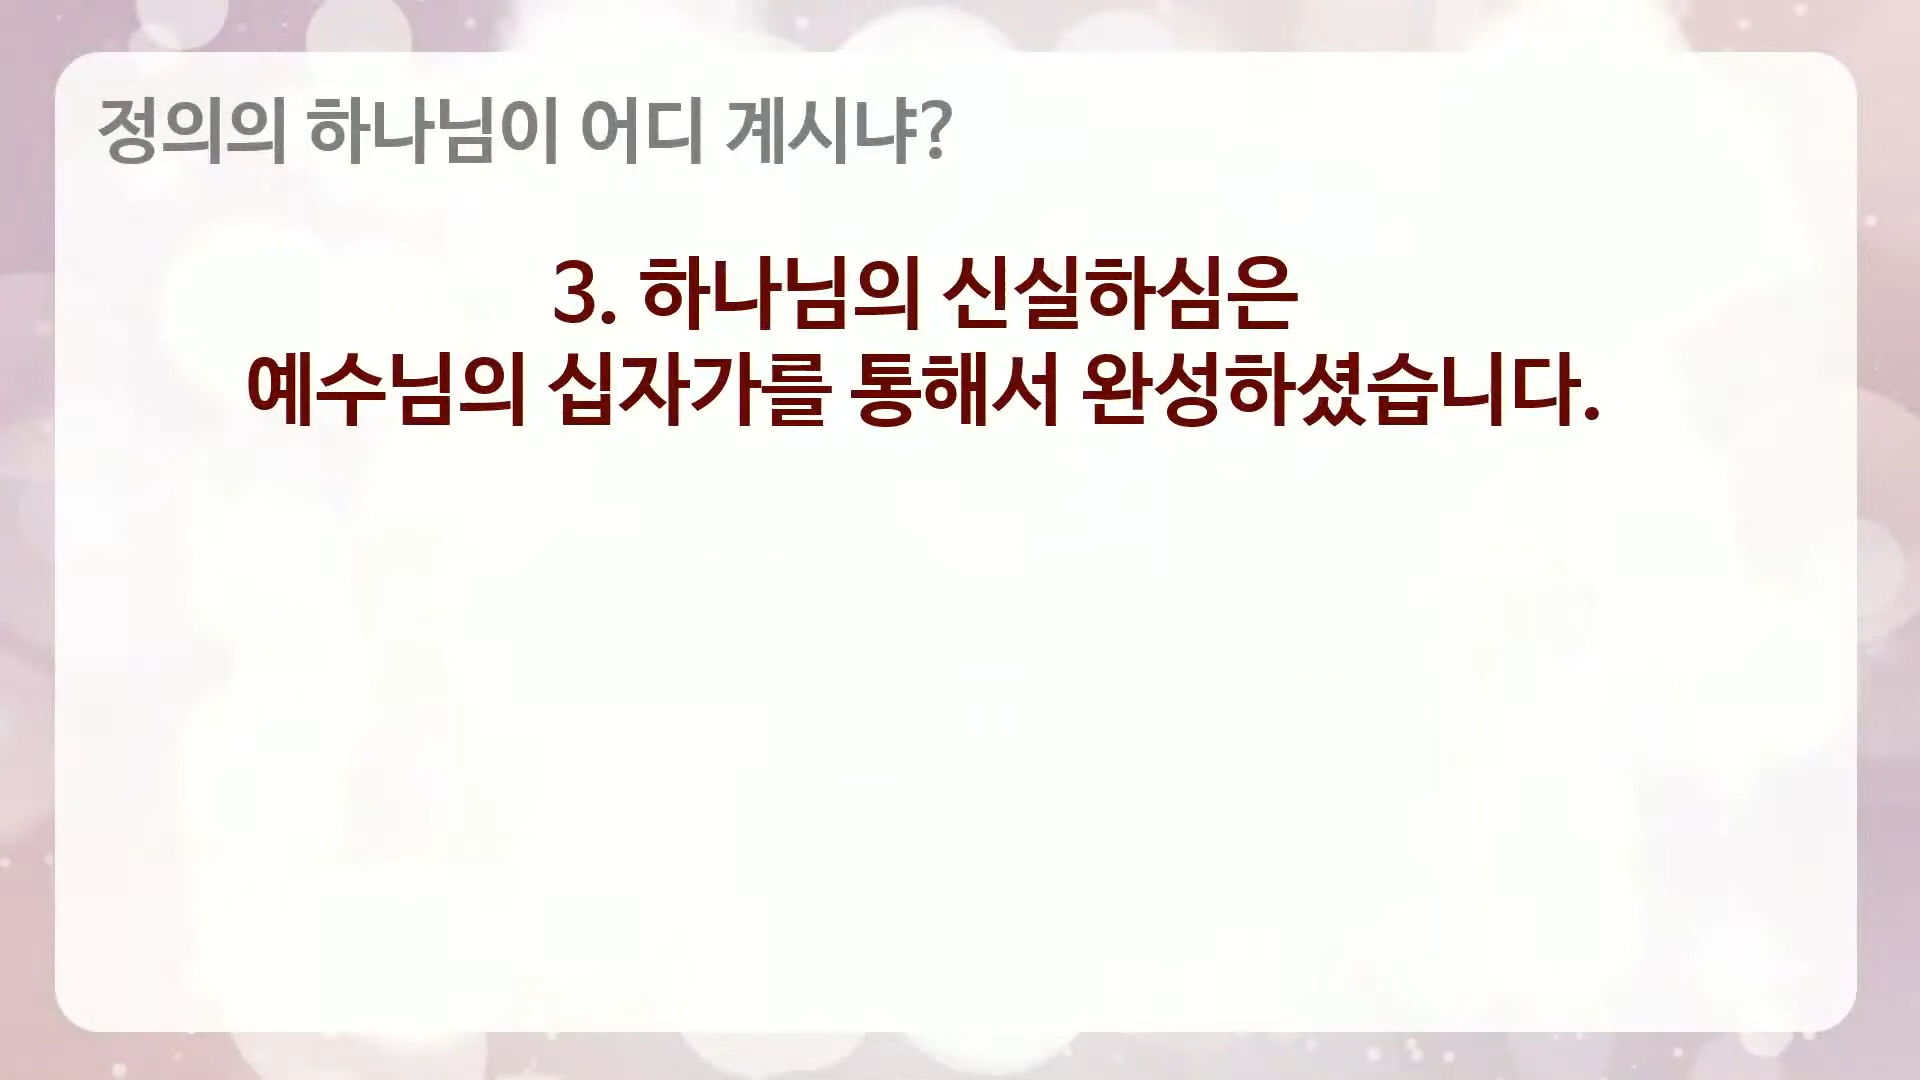 정의의 하나님이 어디 계시냐?
3. 하나님의 신실하심은
예수님의 십자가를 통해서 완성하셨습니다.